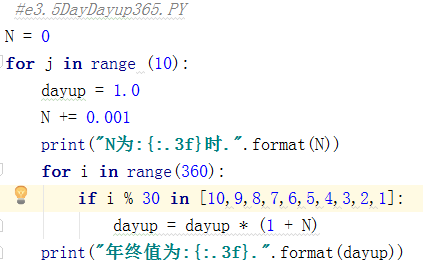 #e3.5DayDayup365.PY
N = 0
for j in range (10):
    dayup = 1.0
    N += 0.001
    print("N为:{:.3f}时.".format(N))
    for i in range(360):
        if i % 30 in [10,9,8,7,6,5,4,3,2,1]:
            dayup = dayup * (1 + N)
    print("年终值为:{:.3f}.".format(dayup))